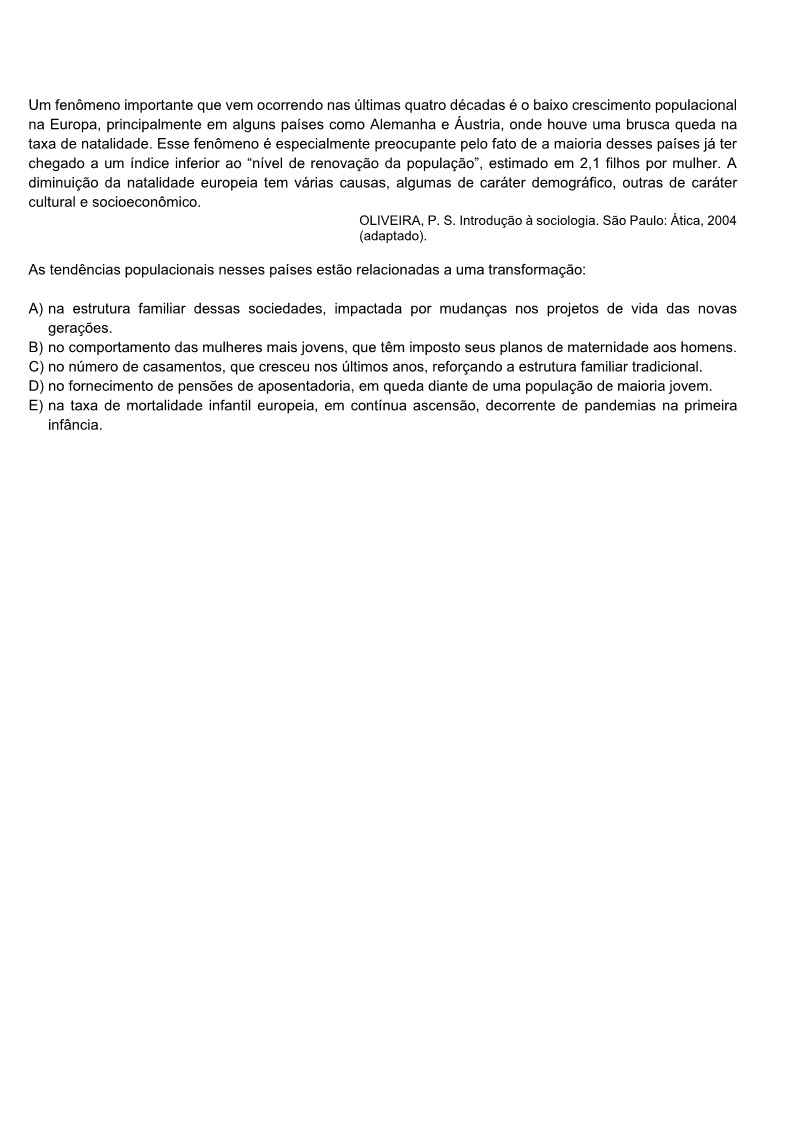 Um fenômeno importante que vem ocorrendo nas últimas quatro décadas é o baixo crescimento populacional
na Europa, principalmente em alguns países como Alemanha e Áustria, onde houve uma brusca queda na
taxa de natalidade. Esse fenômeno é especialmente preocupante pelo fato de a maioria desses países já ter
chegado a um índice inferior ao “nível de renovação da população”, estimado em 2,1 filhos por mulher. A
diminuição da natalidade europeia tem várias causas, algumas de caráter demográfico, outras de caráter
cultural e socioeconômico.
OLIVEIRA, P. S. Introdução à sociologia. São Paulo: Ática, 2004
(adaptado).
As tendências populacionais nesses países estão relacionadas a uma transformação:
A) na estrutura familiar dessas sociedades, impactada por mudanças nos projetos de vida das novas
gerações.
B) no comportamento das mulheres mais jovens, que têm imposto seus planos de maternidade aos homens.
C) no número de casamentos, que cresceu nos últimos anos, reforçando a estrutura familiar tradicional.
D) no fornecimento de pensões de aposentadoria, em queda diante de uma população de maioria jovem.
E) na taxa de mortalidade infantil europeia, em contínua ascensão, decorrente de pandemias na primeira
infância.